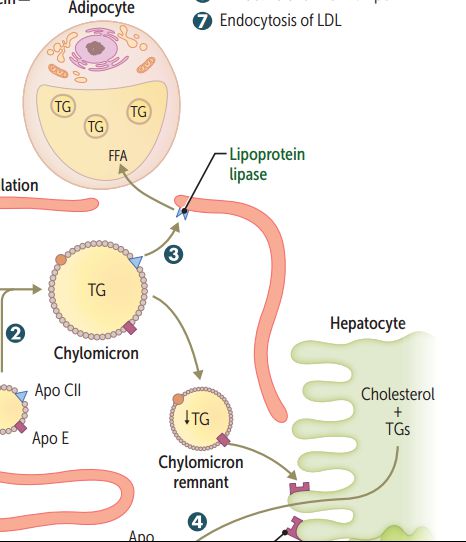 Adipocyte
7 Endocytosis of LDL
TG
TG
TG
FFA
Lipoprotein
lipase
lation
3
TG
2
Chylomicron
Hepatocyte
Apo CII
Apo E
↓TG
Cholesterol
+
TGs
Chylomicron
remnant
4
Apo